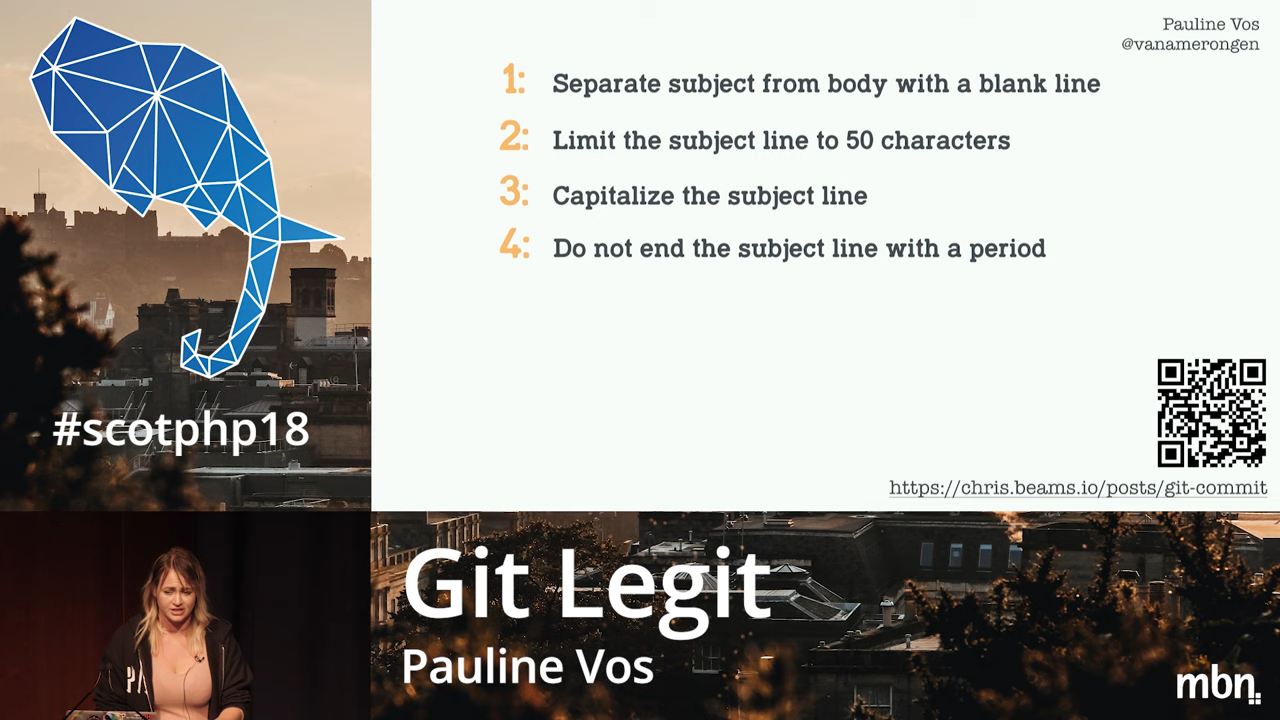 Pauline Vos
@vanamerongen
1: Separate subject from body with a blank line
2: Limit the subject line to 50 characters
3: Capitalize the subject line
4: Do not end the subject line with a period
https://chris.beams.io/posts/git-commit
#scotphp18
Git Legit
Pauline Vos
mbn